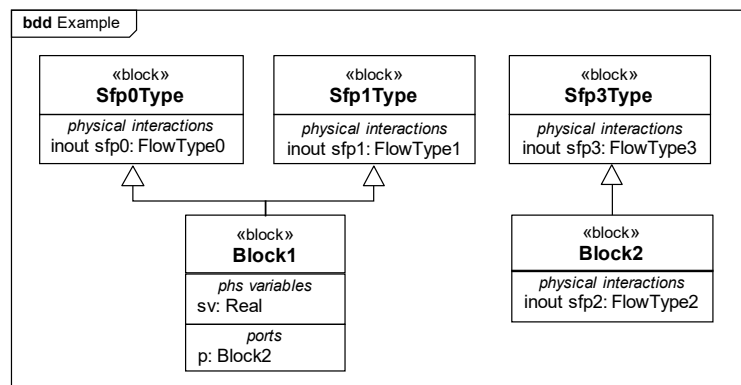 bdd Example
«block»
Sfp0Type
physical interactions
inout sfp0: FlowType0
«block»
Sfp1Type
physical interactions
inout sfp1: FlowType1
«block»
Sfp3Type
physical interactions
inout sfp3: FlowType3
«block»
Block1
phs variables
sv: Real
ports
p: Block2
«block»
Block2
physical interactions
inout sfp2: FlowType2